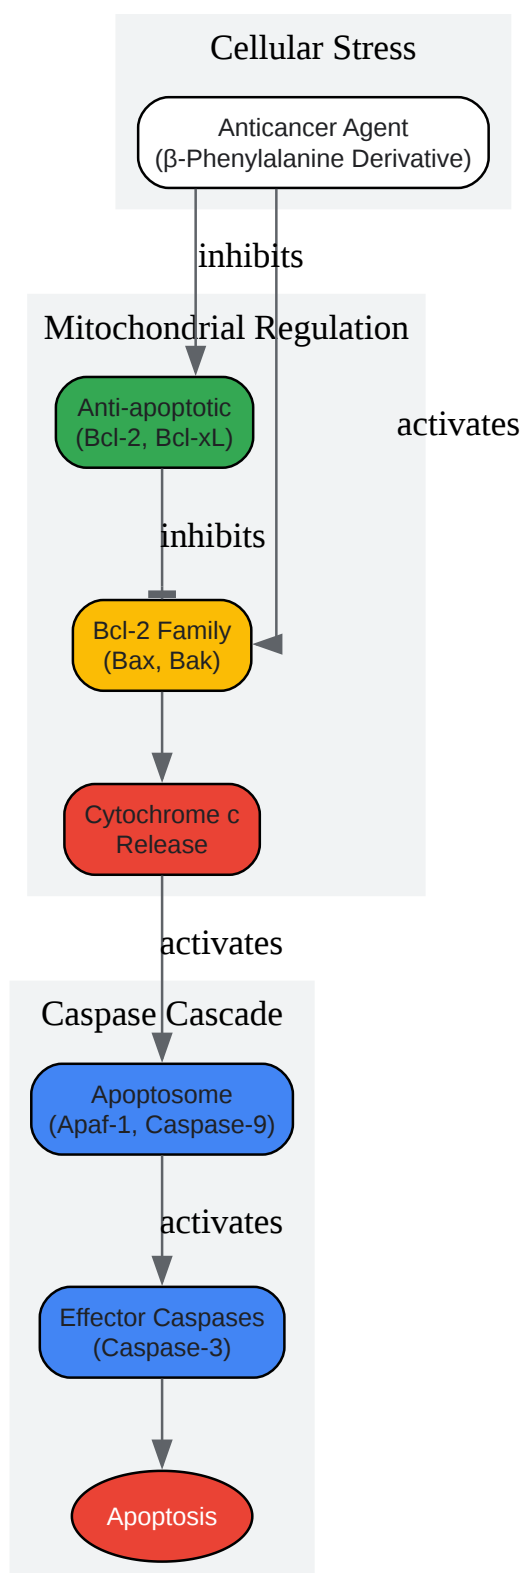 Cellular Stress
Anticancer Agent
(β-Phenylalanine Derivative)
inhibits
Mitochondrial Regulation
Anti-apoptotic
(Bcl-2, Bcl-xL)
activates
inhibits
Bcl-2 Family
(Bax, Bak)
Cytochrome c
Release
activates
Caspase Cascade
Apoptosome
(Apaf-1, Caspase-9)
activates
Effector Caspases
(Caspase-3)
Apoptosis